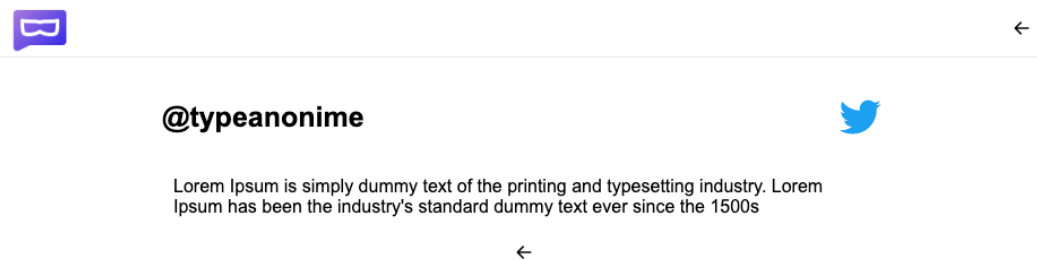 @typeanonime
Lorem Ipsum is simply dummy text of the printing and typesetting industry. Lorem
Ipsum has been the industry's standard dummy text ever since the 1500s